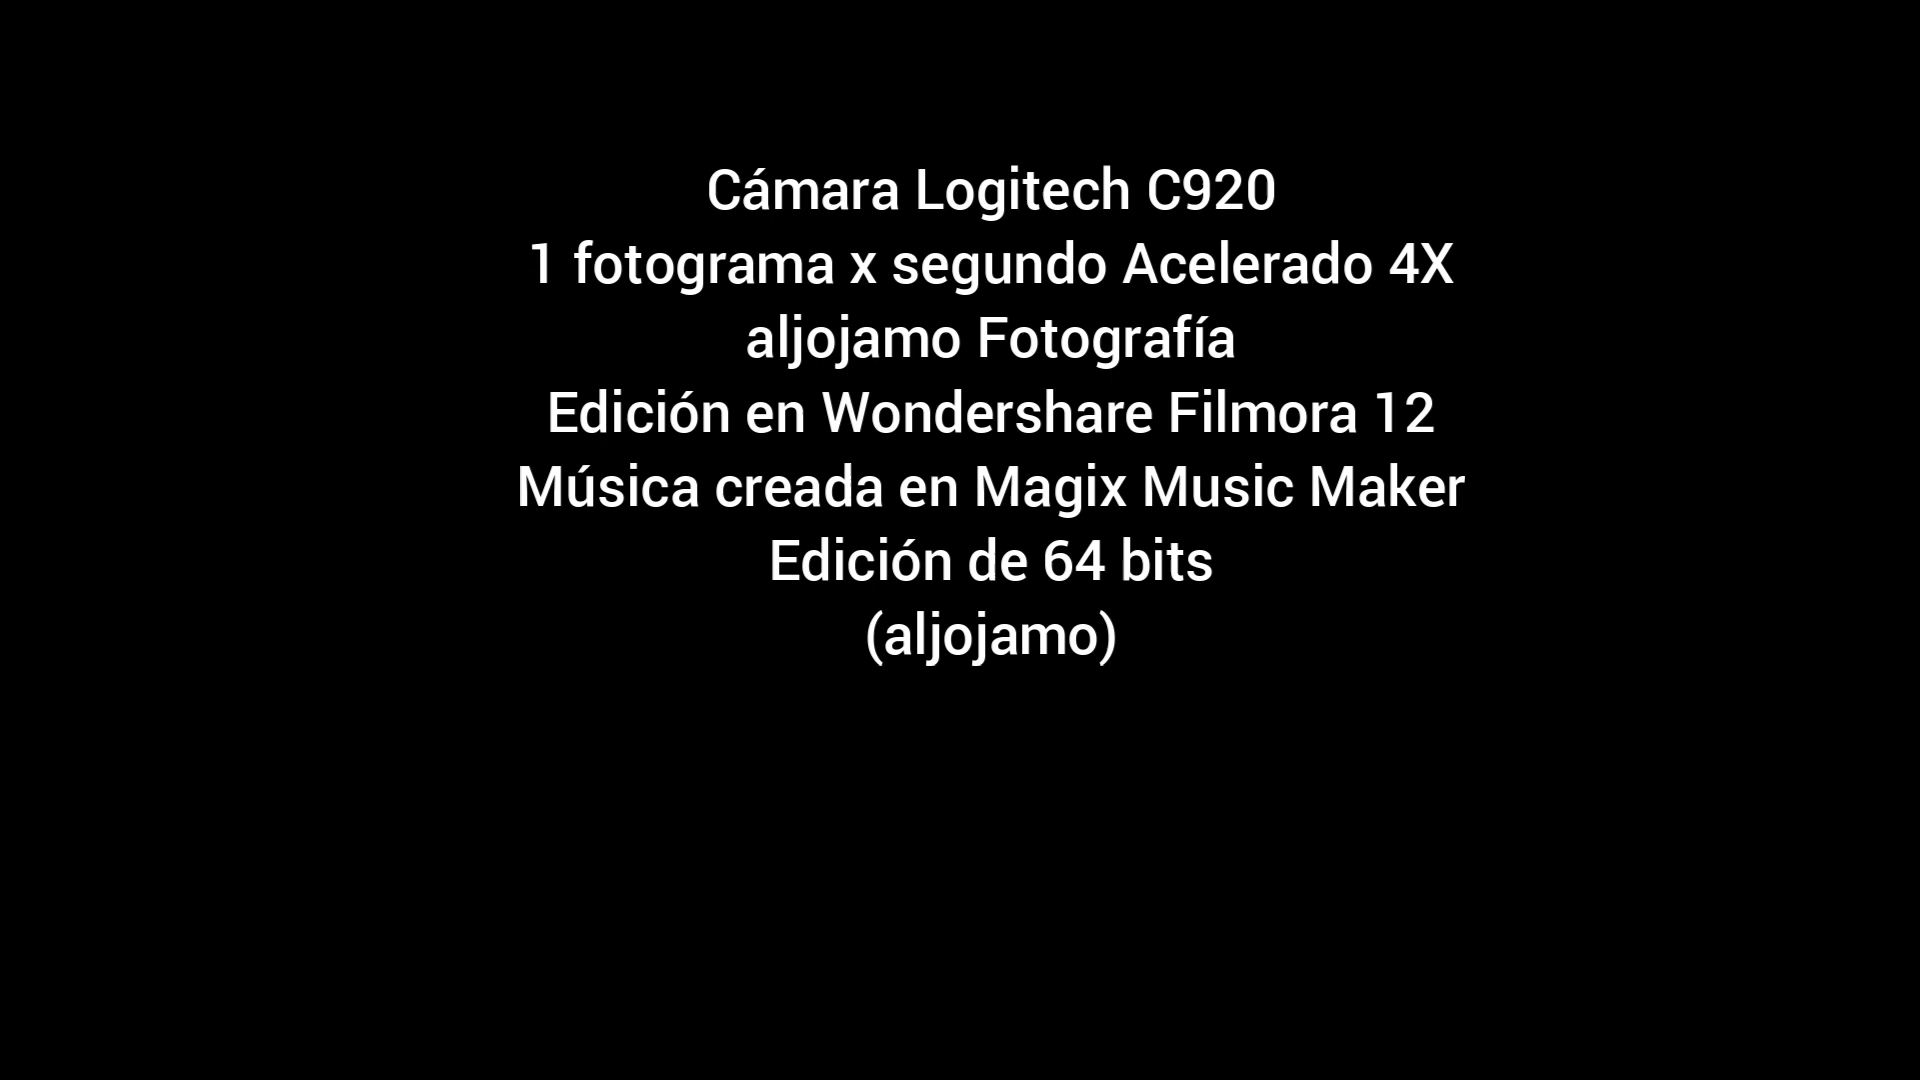 Cámara Logitech C920
1 fotograma x segundo Acelerado 4X
aljojamo Fotografía
Edición en Wondershare Filmora 12
Música creada en Magix Music Maker
Edición de 64 bits
(aljojamo)